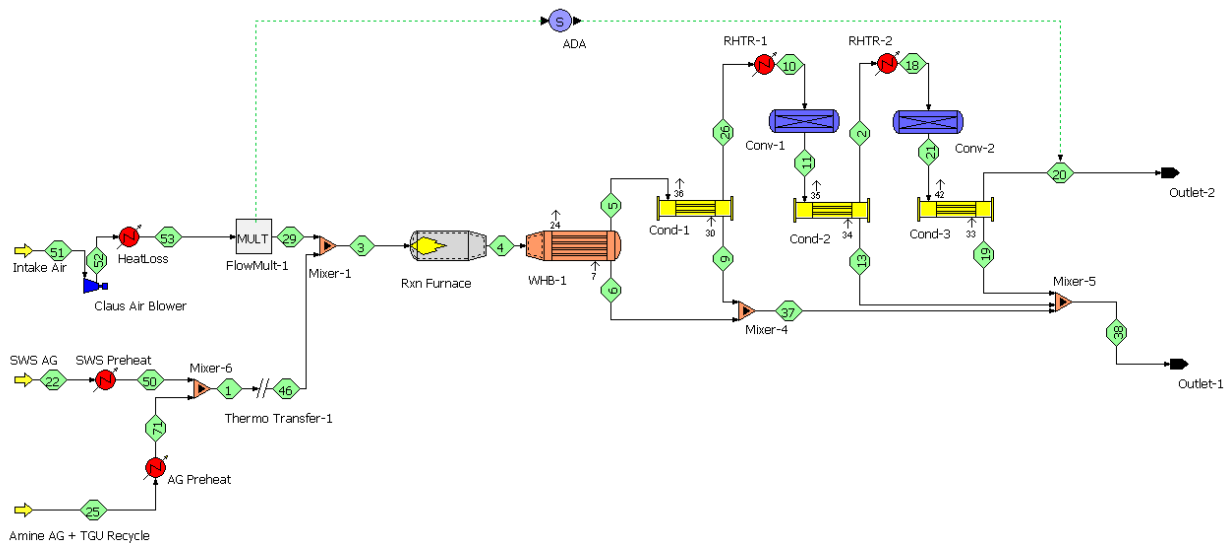 S
ADA
RHTR-1
RHTR-2
10
18
26
2
Conv-1
Conv-2
11
21
20
Outlet-2
36
35
42
5
24
30
34
33
Cond-1
Cond-2
Cond-3
51
Intake Air
52
53
HeatLoss
MULT
29
FlowMult-1
Mixer-1
3
Rxn Furnace
4
WHB-1
7
6
9
13
19
Claus Air Blower
Mixer-4
37
Mixer-5
38
Outlet-1
SWS AG
22
SWS Preheat
50
Mixer-6
1
46
Thermo Transfer-1
71
AG Preheat
25
Amine AG + TGU Recycle